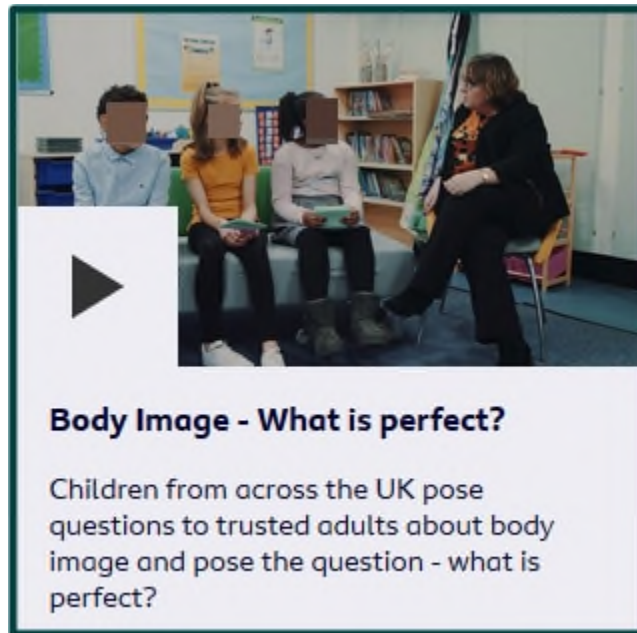 Body Image - What is perfect?
Children from across the UK pose
questions to trusted adults about body
image and pose the question - what is
perfect?